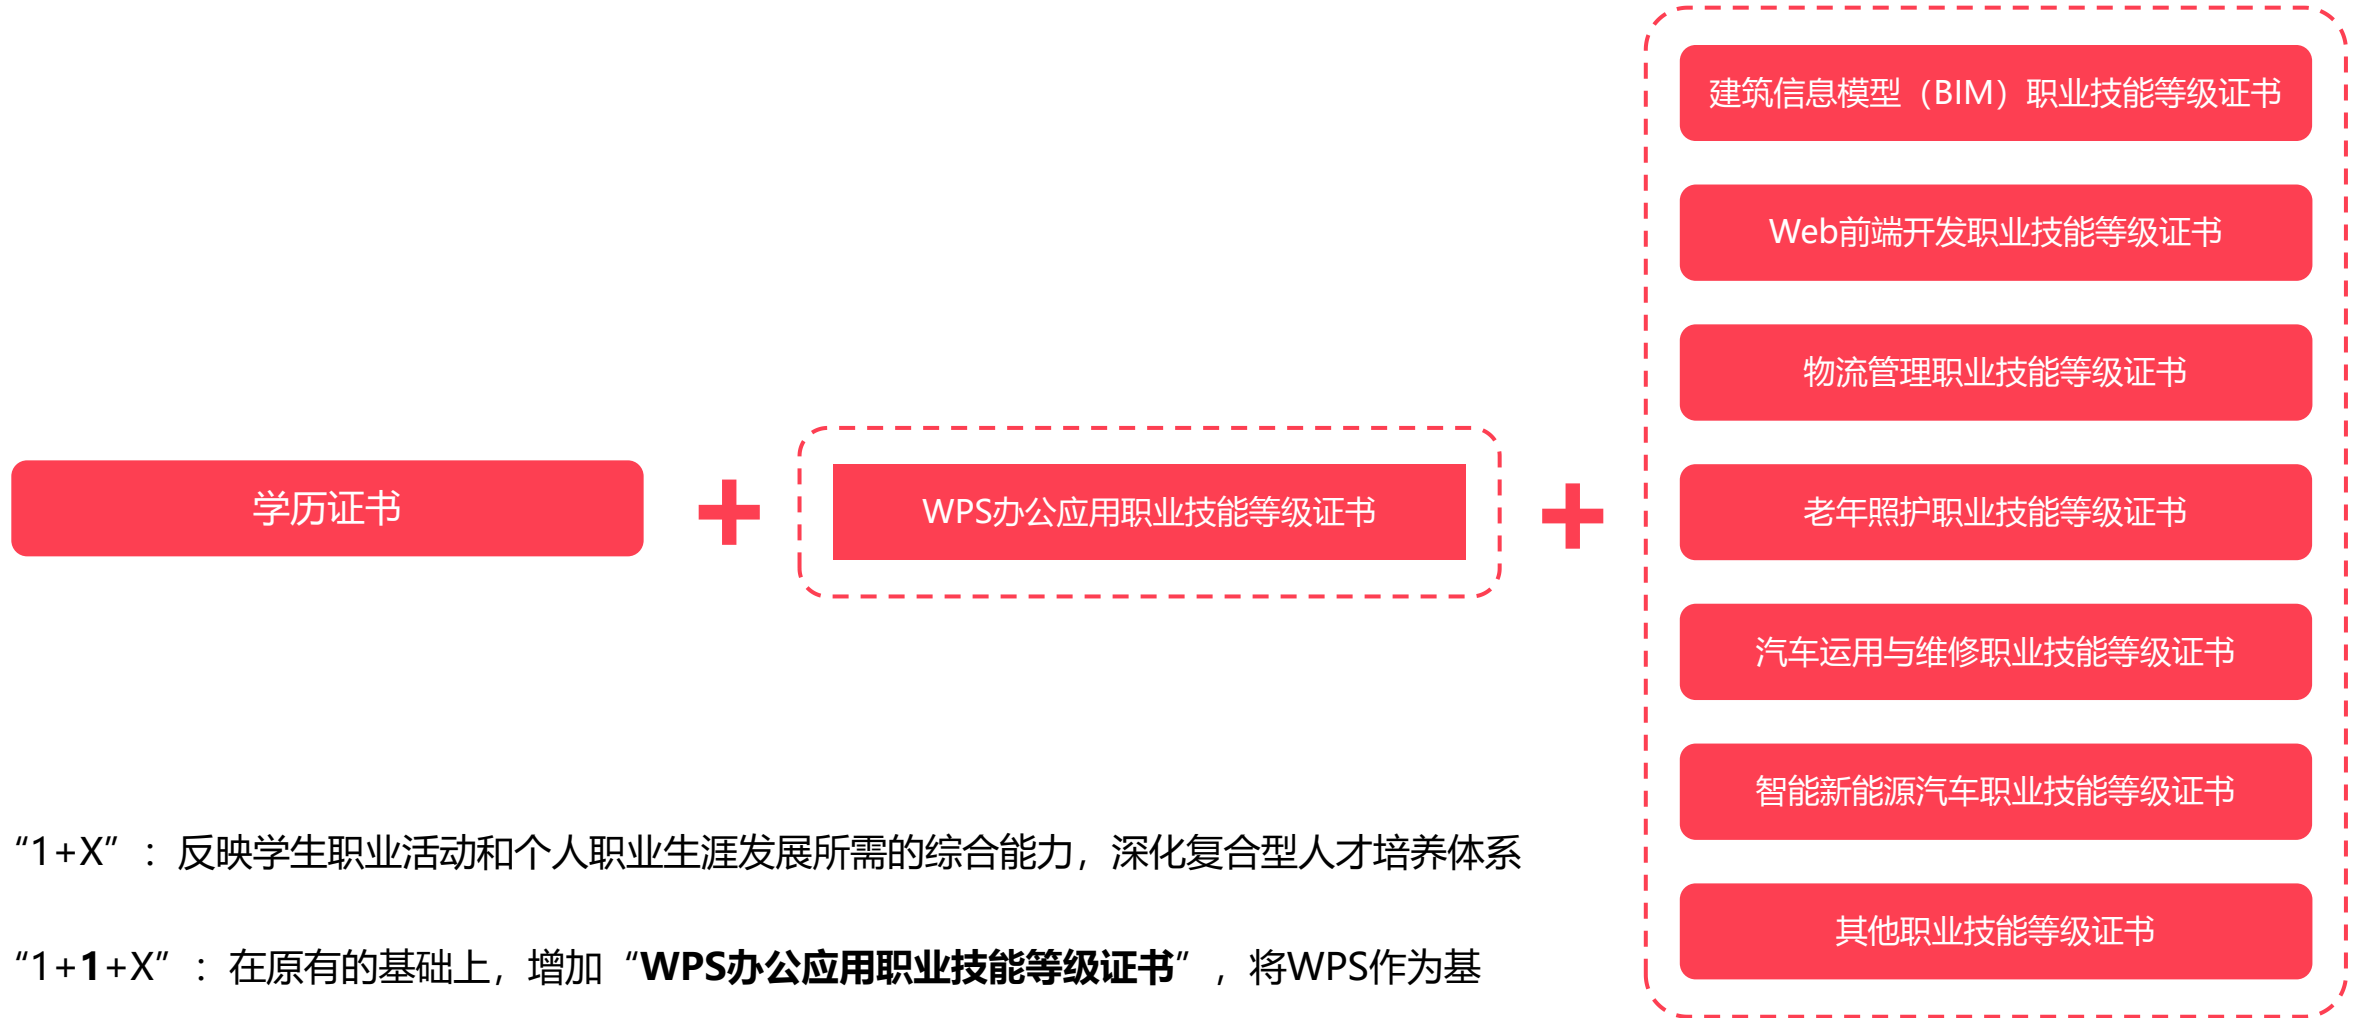 建筑信息模型（BIM）职业技能等级证书
Web前端开发职业技能等级证书
物流管理职业技能等级证书
学历证书
+
WPS办公应用职业技能等级证书
+
老年照护职业技能等级证书
汽车运用与维修职业技能等级证书
智能新能源汽车职业技能等级证书
其他职业技能等级证书
“1+X”：反映学生职业活动和个人职业生涯发展所需的综合能力，深化复合型人才培养体系
“1+1+X”：在原有的基础上，增加“WPS办公应用职业技能等级证书”，将WPS作为基